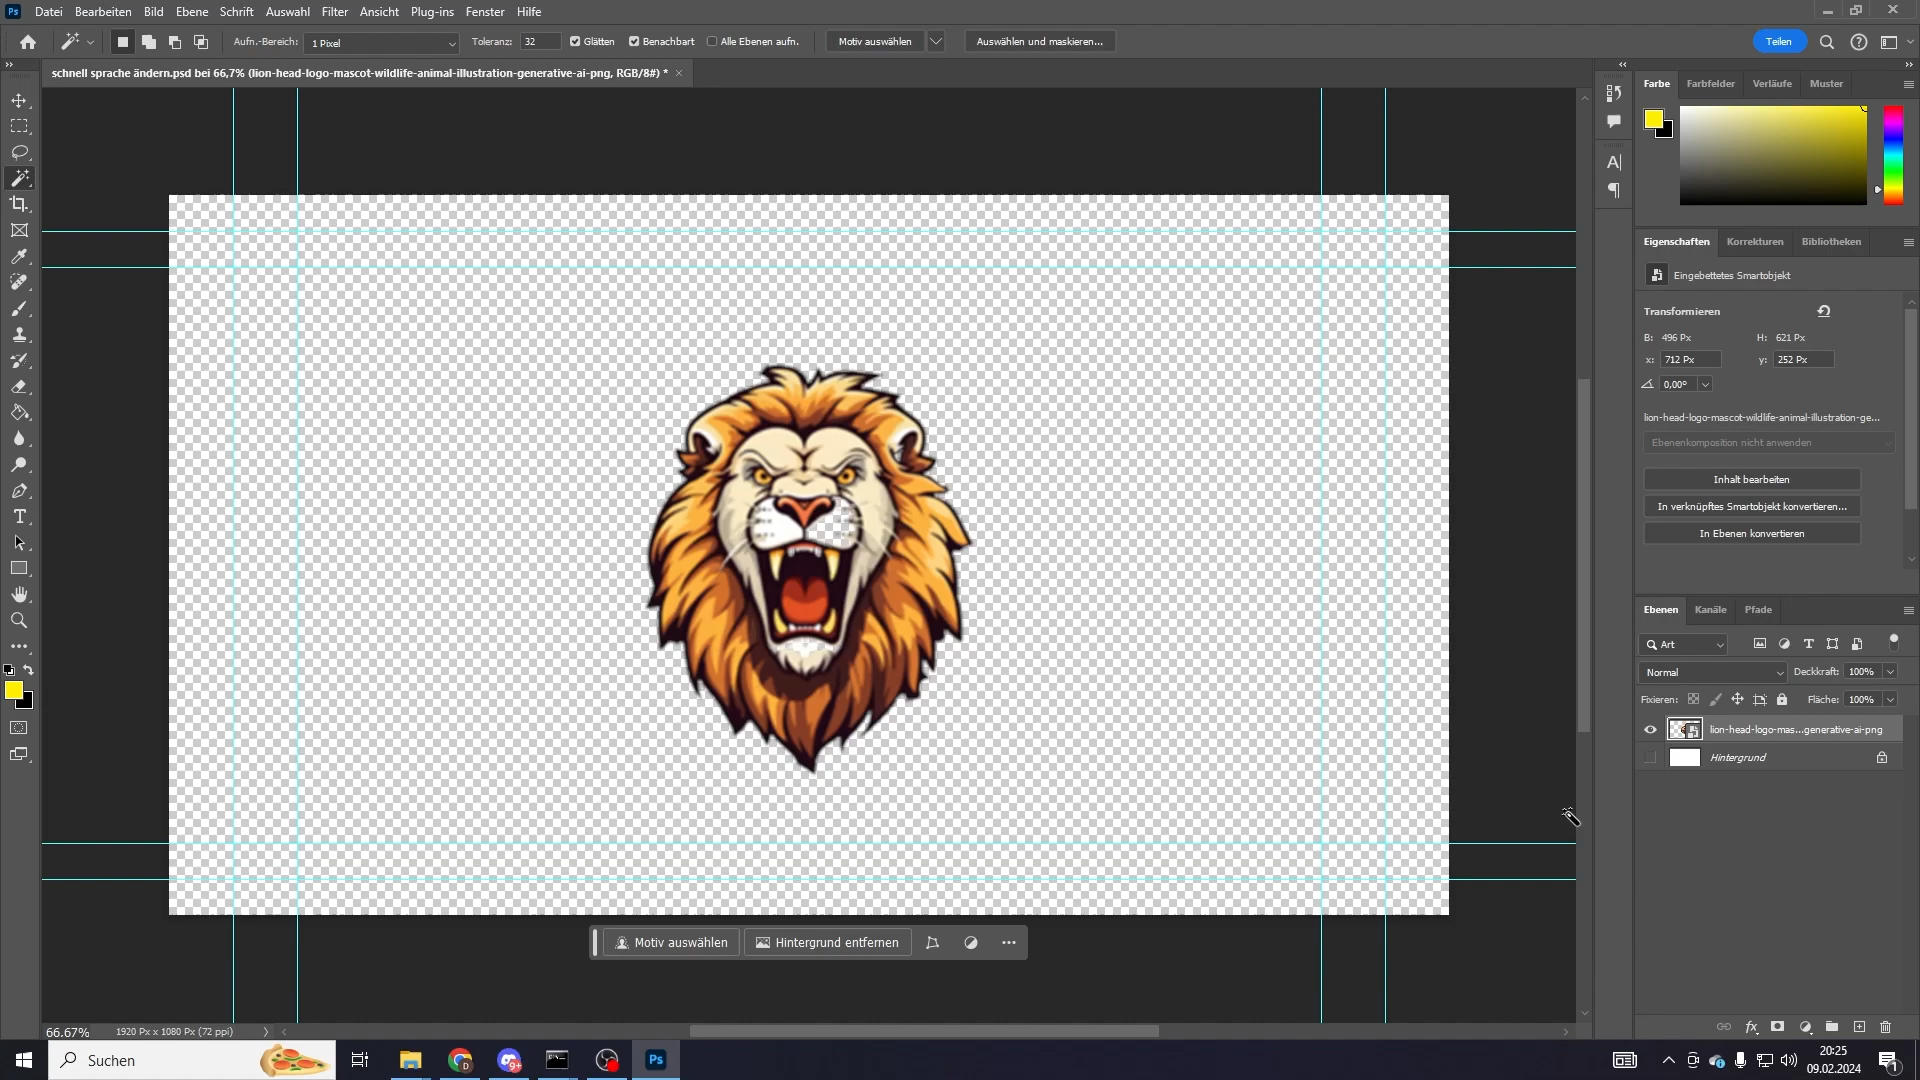 Ps Datei Bearbeiten Bild Ebene Schrift Auswahl Filter Ansicht Plug-ins Fenster Hilfe
Aufn.-Bereich: 1 Pixel Toleranz: 32 Glätten Benachbart Alle Ebenen aufn. Motiv auswählen Auswählen und maskieren... Teilen
schnell sprache ändern.psd bei 66,7% (lion-head-logo-mascot-wildlife-animal-illustration-generative-ai-png, RGB/8#) *
Farbe Farbfelder Verläufe Muster
Eigenschaften Korrekturen Bibliotheken
Eingebettetes Smartobjekt
Transformieren
B: 496 Px H: 621 Px
x: 712 Px y: 252 Px
0,00°
lion-head-logo-mascot-wildlife-animal-illustration-ge...
Ebenenkomposition nicht anwenden
Inhalt bearbeiten
In verknüpftes Smartobjekt konvertieren...
In Ebenen konvertieren
Ebenen Kanäle Pfade
Art
Normal Deckkraft: 100%
Fixieren: Fläche: 100%
lion-head-logo-mas...generative-ai-png
Hintergrund
Motiv auswählen Hintergrund entfernen
66.67% 1920 Px x 1080 Px (72 ppi)
Suchen
9+
Ps
20:25
09.02.2024
1